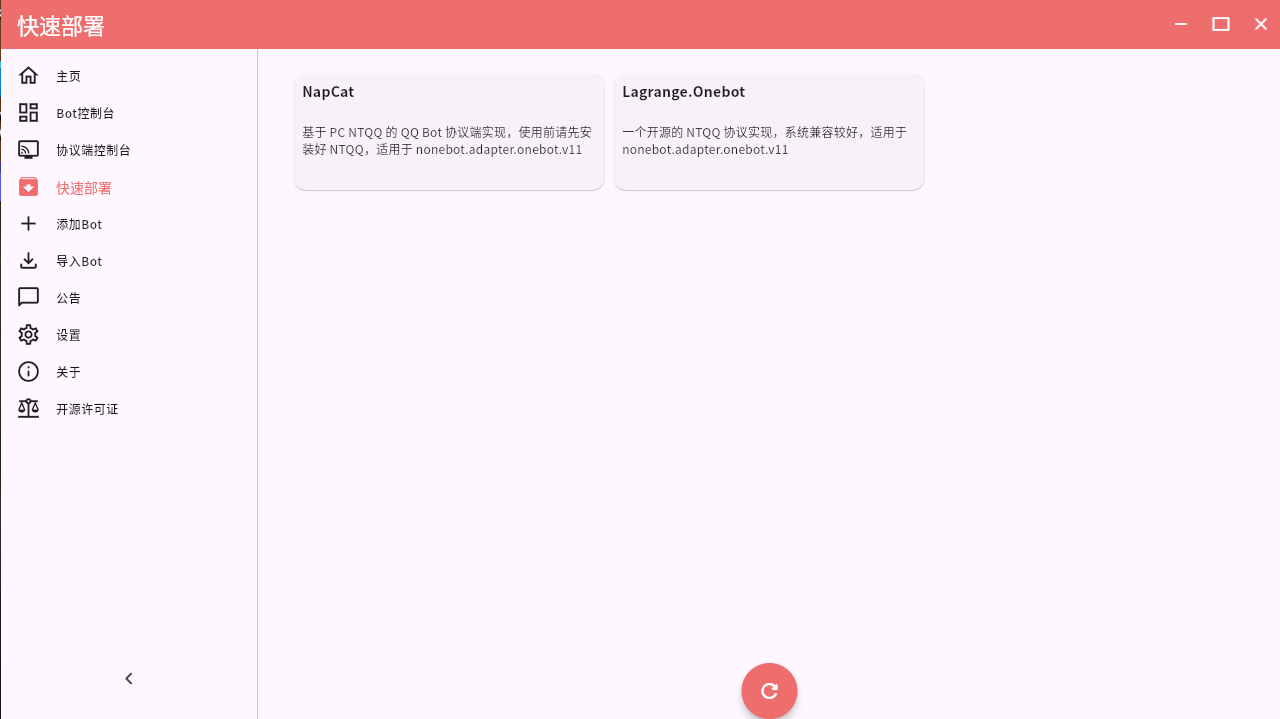 快速部署
主页
Bot控制台
协议端控制台
快速部署
添加Bot
导入Bot
公告
设置
关于
开源许可证
NapCat
基于 PC NTQQ 的 QQ Bot 协议端实现，使用前请先安
装好 NTQQ，适用于 nonebot.adapter.onebot.v11
Lagrange.Onebot
一个开源的 NTQQ 协议实现，系统兼容较好，适用于
nonebot.adapter.onebot.v11